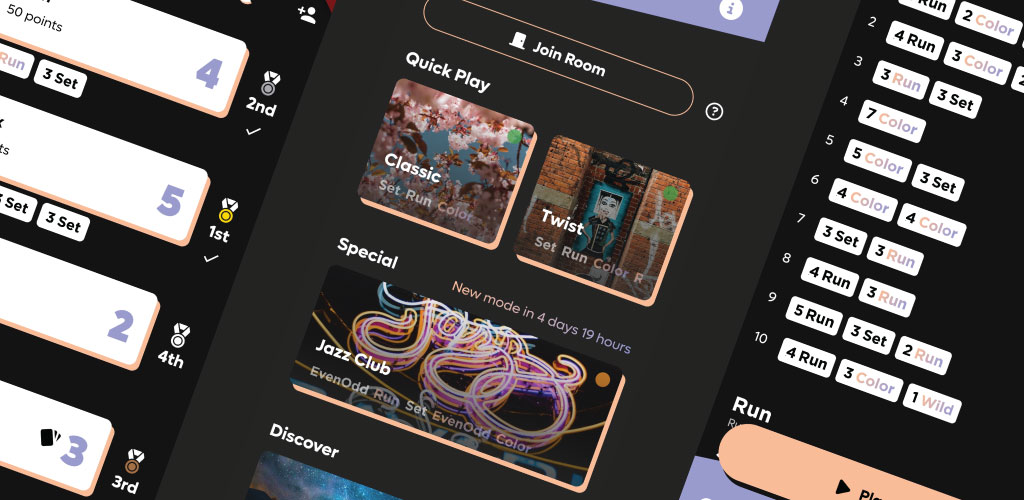 50 points
4
Run
3 Set
2nd
5
1st
3 Set
2
4th
3
3rd
Join Room
?
i
Quick Play
Classic
Set Run Color
Twist
Set Run Color R
Special
New mode in 4 days 19 hours
Jazz Club
EvenOdd Run Set EvenOdd Color
Discover
Run 2 Color
2 4 Run 3 Color 2
3 3 Run 3 Set
4 7 Color
5 5 Color 3 Set
6 4 Color 4 Color
7 3 Set 3 Run
8 4 Run 3 Run
9 5 Run 3 Set 2 Run
10 4 Run 3 Color 1 Wild
Run